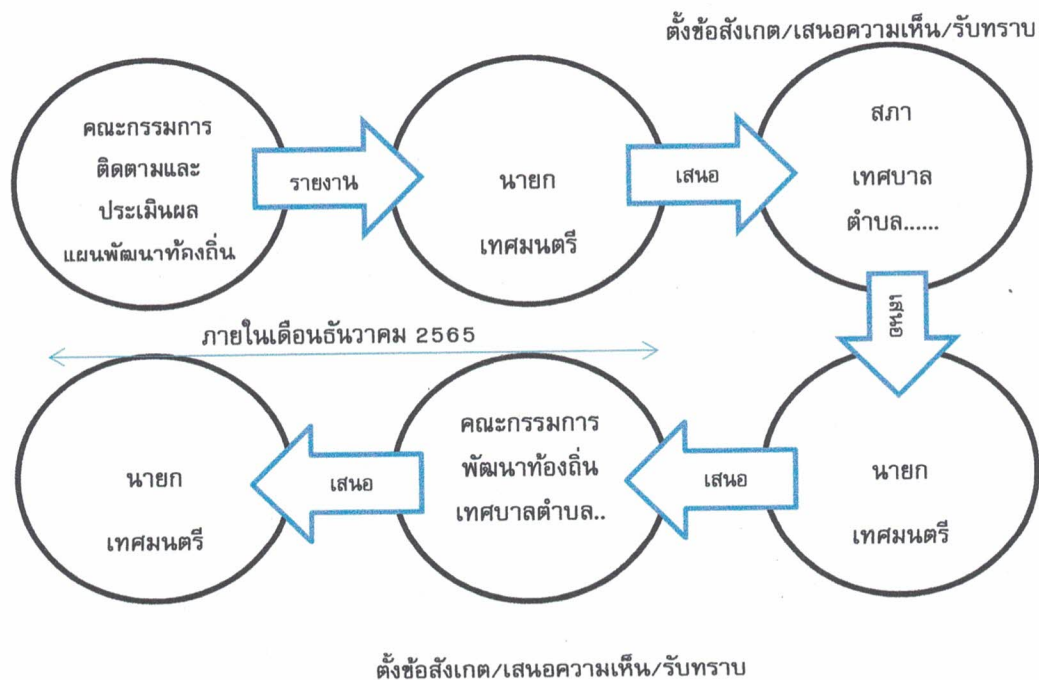 ตั้งข้อสังเกต/เสนอความเห็น/รับทราบ
คณะกรรมการ
ติดตามและ
ประเมินผล
แผนพัฒนาท้องถิ่น
รายงาน
นายก
เทศมนตรี
เสนอ
สภา
เทศบาล
ตำบล......
เสนอ
ภายในเดือนธันวาคม 2565
นายก
เทศมนตรี
เสนอ
คณะกรรมการ
พัฒนาท้องถิ่น
เทศบาลตำบล..
เสนอ
นายก
เทศมนตรี
ตั้งข้อสังเกต/เสนอความเห็น/รับทราบ